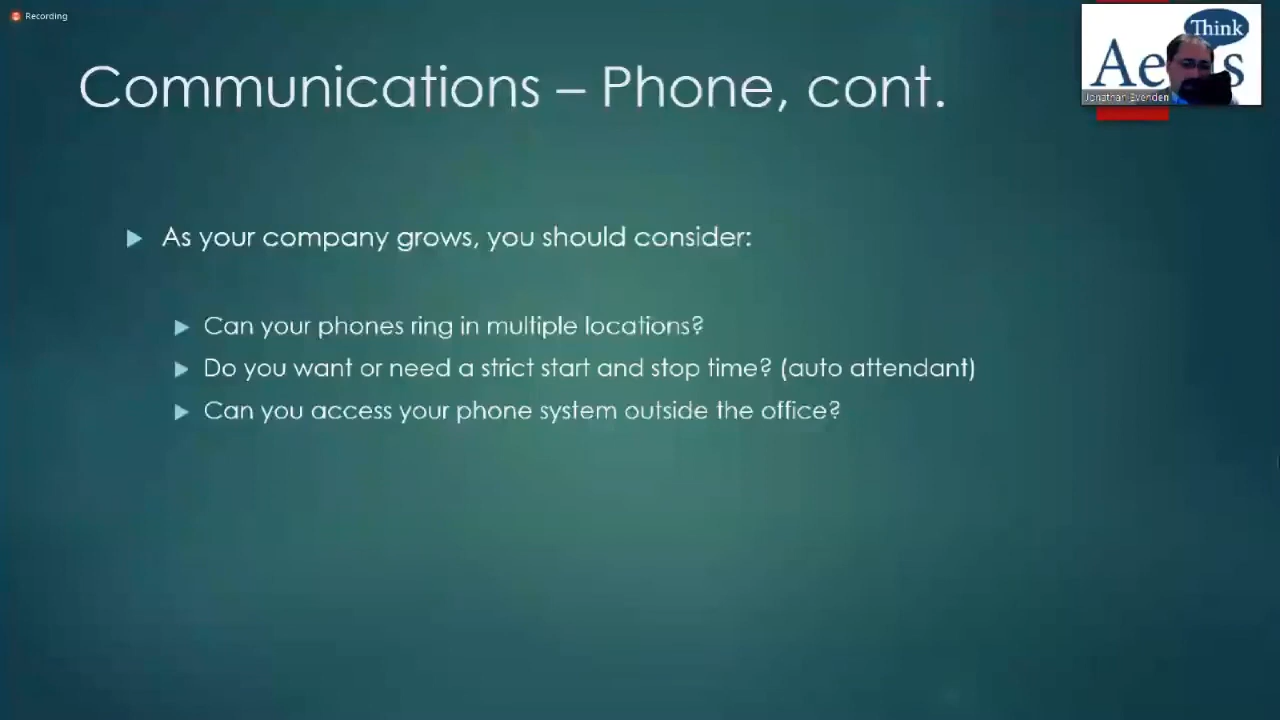 Recording
Think
Jonathan Evenden
Communications – Phone, cont.
As your company grows, you should consider:
Can your phones ring in multiple locations?
Do you want or need a strict start and stop time? (auto attendant)
Can you access your phone system outside the office?